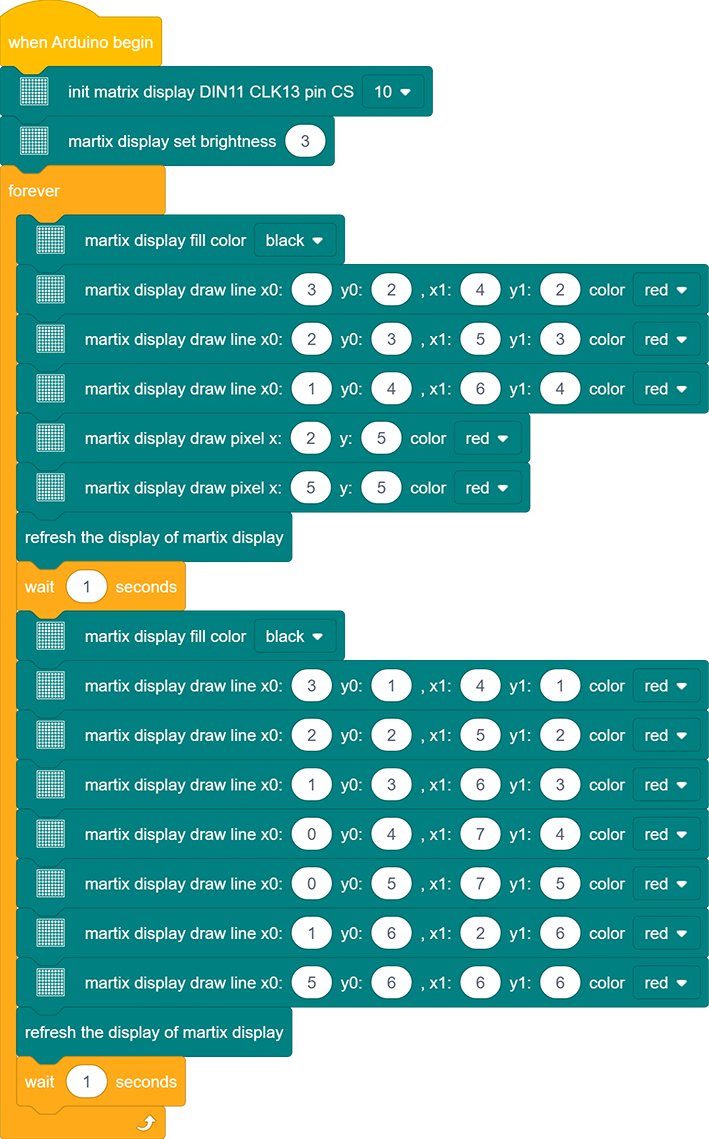 when Arduino begin
init matrix display DIN11 CLK13 pin CS 10
martix display set brightness 3
forever
martix display fill color black
martix display draw line x0: 3 y0: 2 , x1: 4 y1: 2 color red
martix display draw line x0: 2 y0: 3 , x1: 5 y1: 3 color red
martix display draw line x0: 1 y0: 4 , x1: 6 y1: 4 color red
martix display draw pixel x: 2 y: 5 color red
martix display draw pixel x: 5 y: 5 color red
refresh the display of martix display
wait 1 seconds
martix display fill color black
martix display draw line x0: 3 y0: 1 , x1: 4 y1: 1 color red
martix display draw line x0: 2 y0: 2 , x1: 5 y1: 2 color red
martix display draw line x0: 1 y0: 3 , x1: 6 y1: 3 color red
martix display draw line x0: 0 y0: 4 , x1: 7 y1: 4 color red
martix display draw line x0: 0 y0: 5 , x1: 7 y1: 5 color red
martix display draw line x0: 1 y0: 6 , x1: 2 y1: 6 color red
martix display draw line x0: 5 y0: 6 , x1: 6 y1: 6 color red
refresh the display of martix display
wait 1 seconds